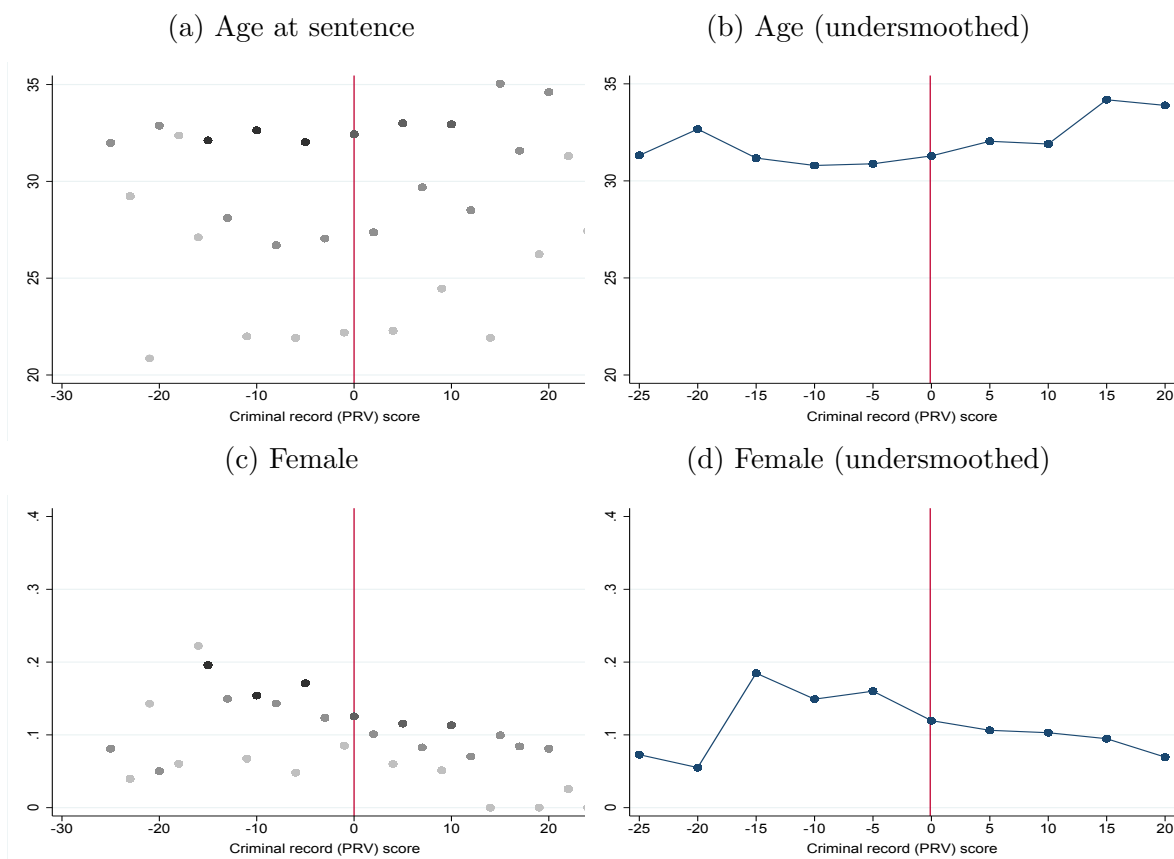 (a) Age at sentence
(b) Age (undersmoothed)
35
30
25
20
-30 -20 -10 0 10 20
Criminal record (PRV) score
35
30
25
20
-25 -20 -15 -10 -5 0 5 10 15 20
Criminal record (PRV) score
(c) Female
(d) Female (undersmoothed)
.4
.3
.2
.1
0
-30 -20 -10 0 10 20
Criminal record (PRV) score
.4
.3
.2
.1
0
-25 -20 -15 -10 -5 0 5 10 15 20
Criminal record (PRV) score